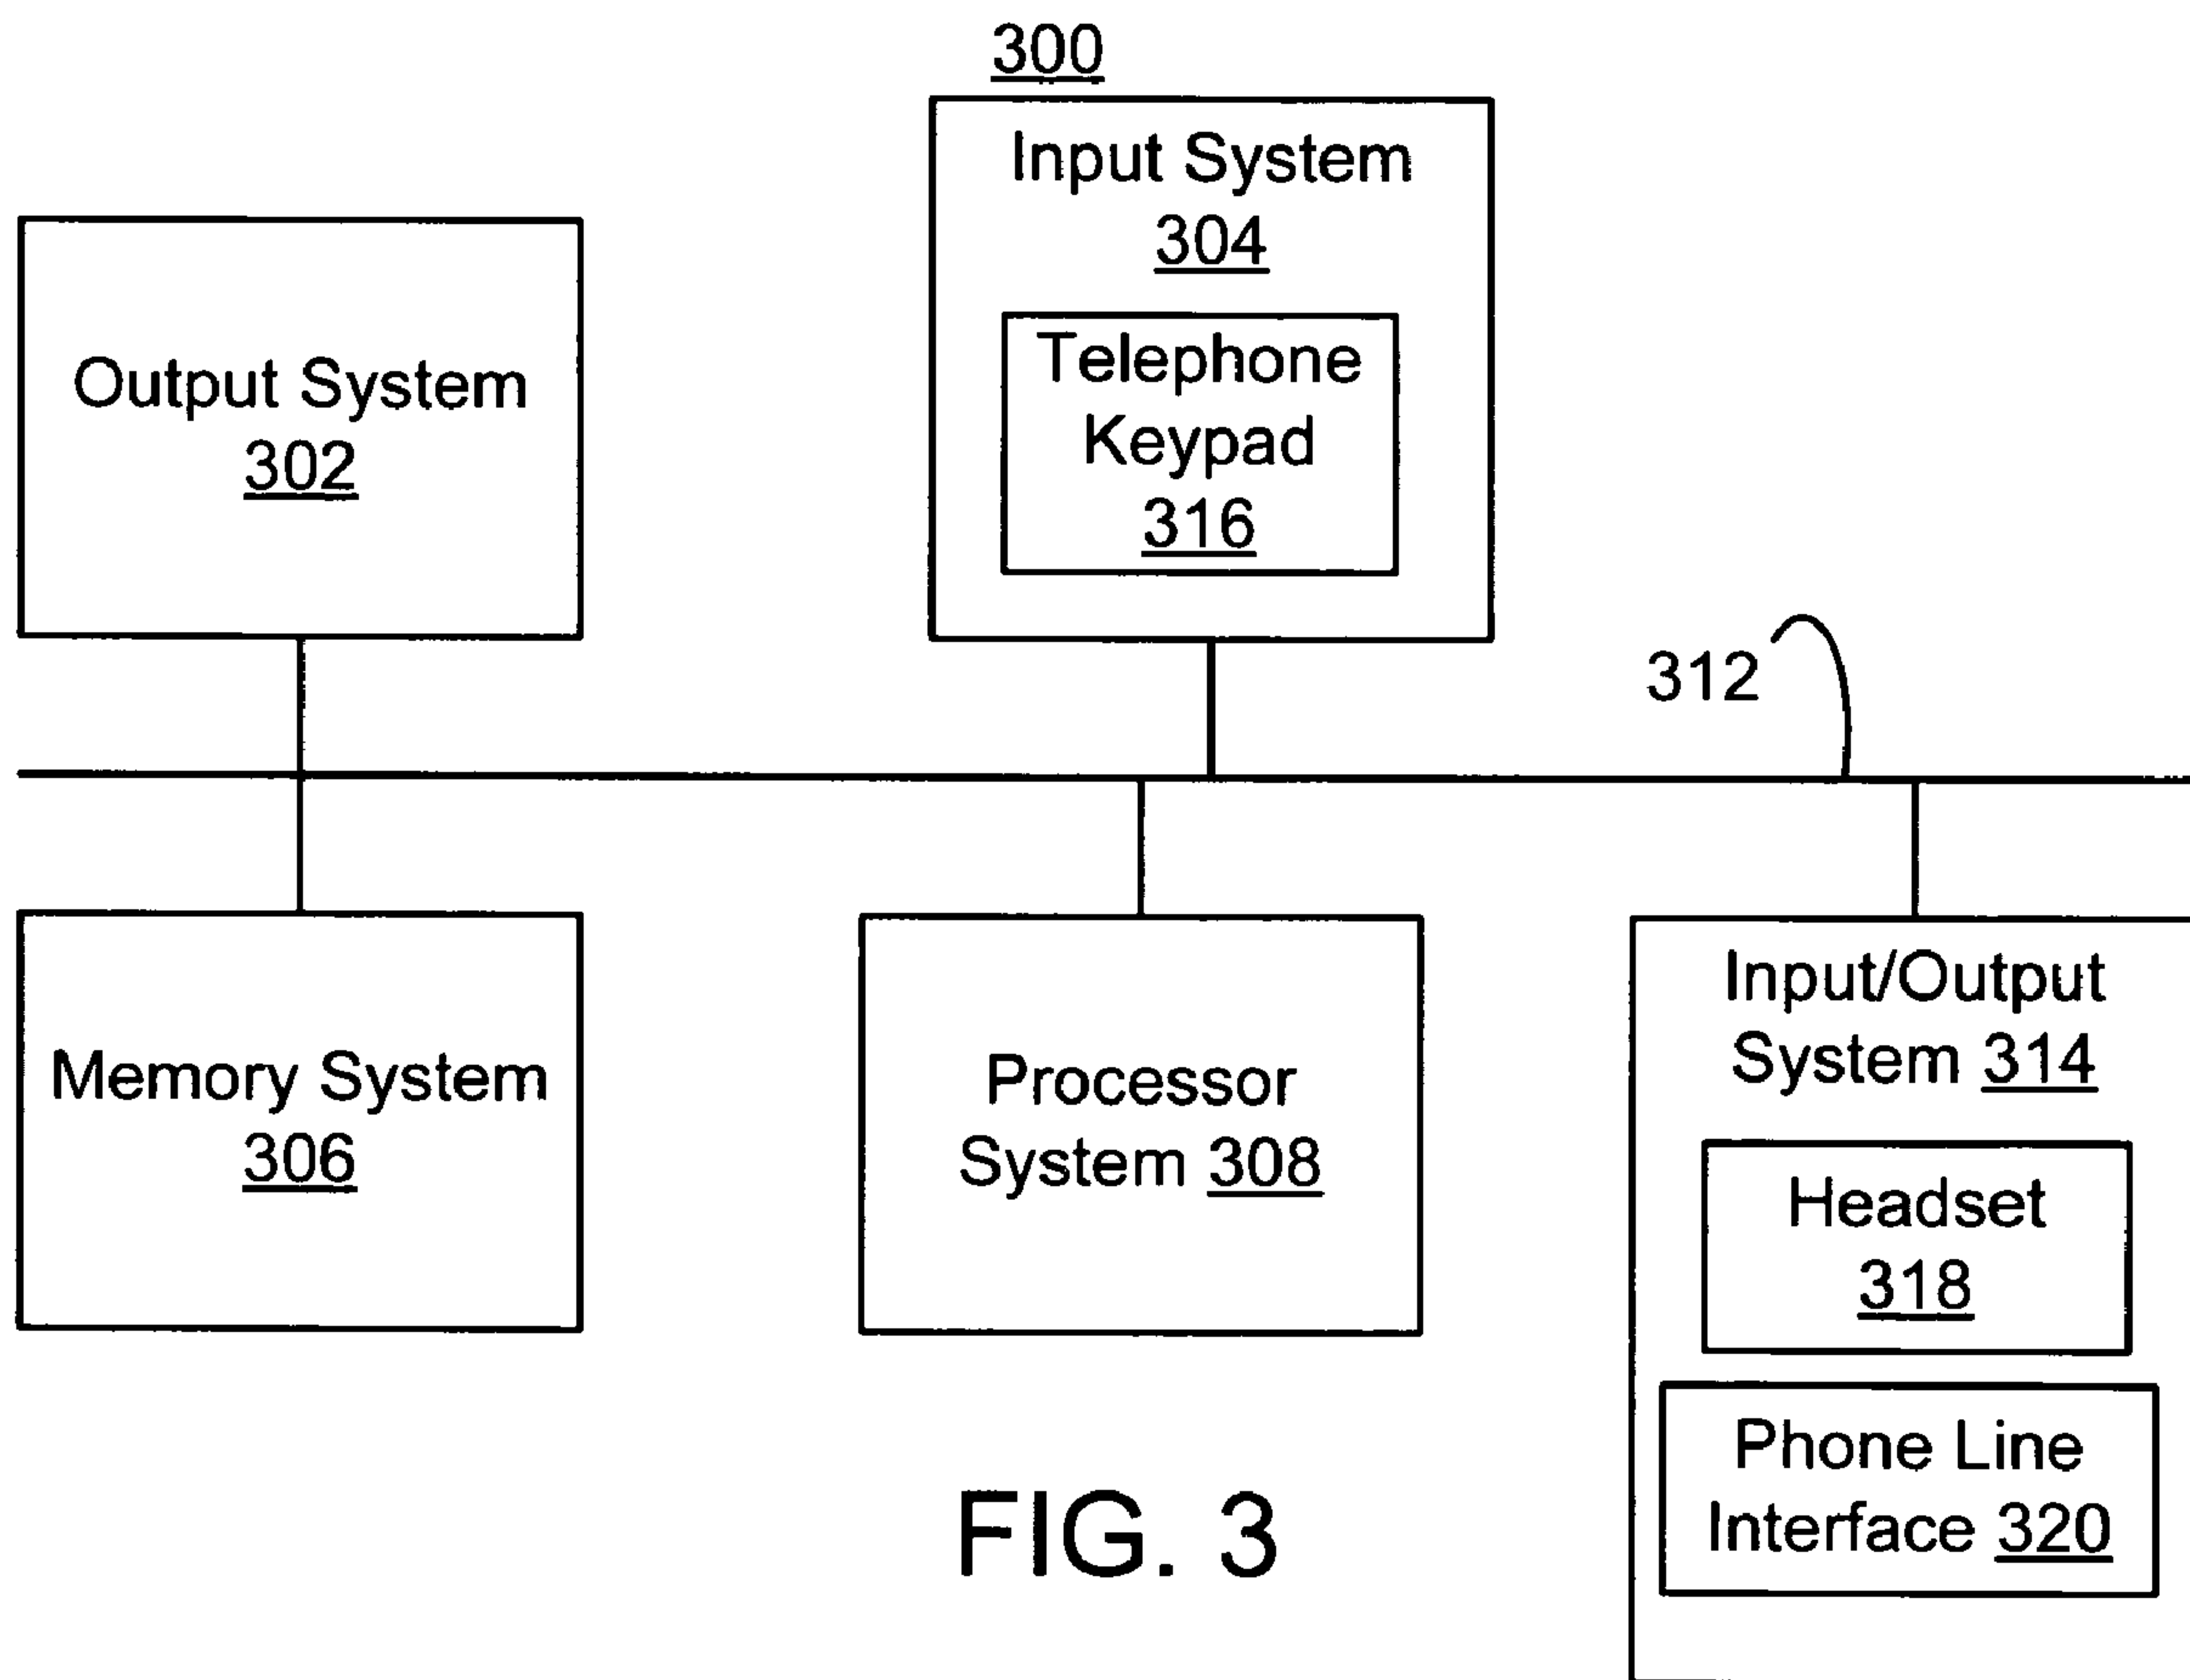 300
Input System
304
Telephone
Keypad
316
Output System
302
312
Memory System
306
Processor
System 308
Input/Output
System 314
Headset
318
Phone Line
Interface 320
FIG. 3